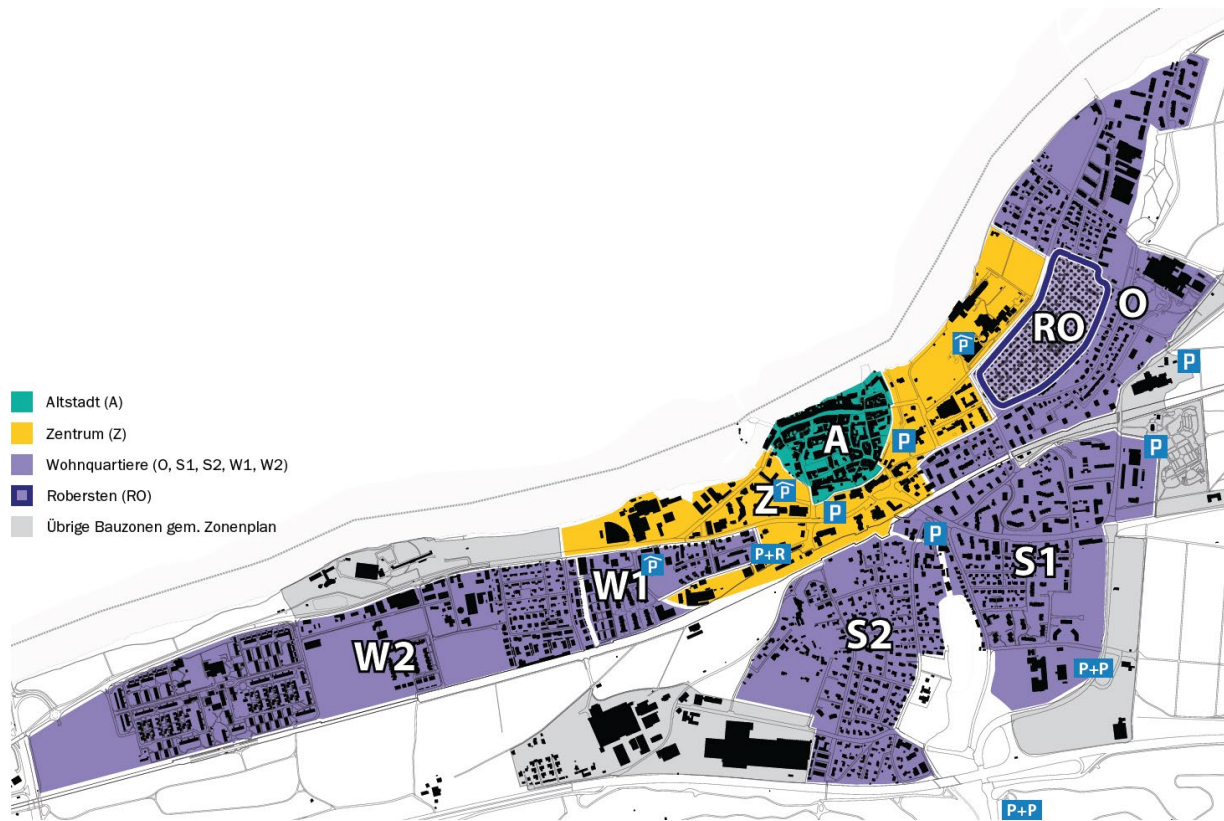 O
RO
P
P
A
P
P
Altstadt (A)
Zentrum (Z)
Wohnquartiere (O, S1, S2, W1, W2)
Robersten (RO)
Übrige Bauzonen gem. Zonenplan
Z
P
P
P
P+R
P
W1
S1
W2
S2
P+P
P+P